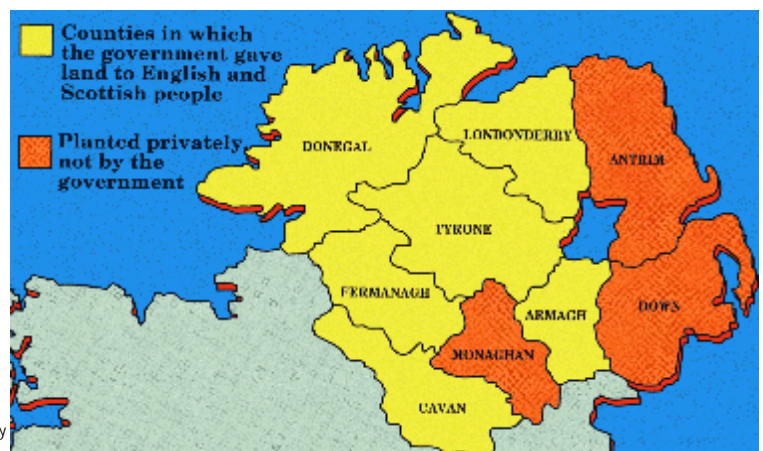 Counties in which
the government gave
land to English and
Scottish people
Planted privately,
not by the
government
DONEGAL
LONDONDERRY
ANTRIM
TYRONE
FERMANAGH
ARMAGH
DOWN
MONAGHAN
CAVAN
y